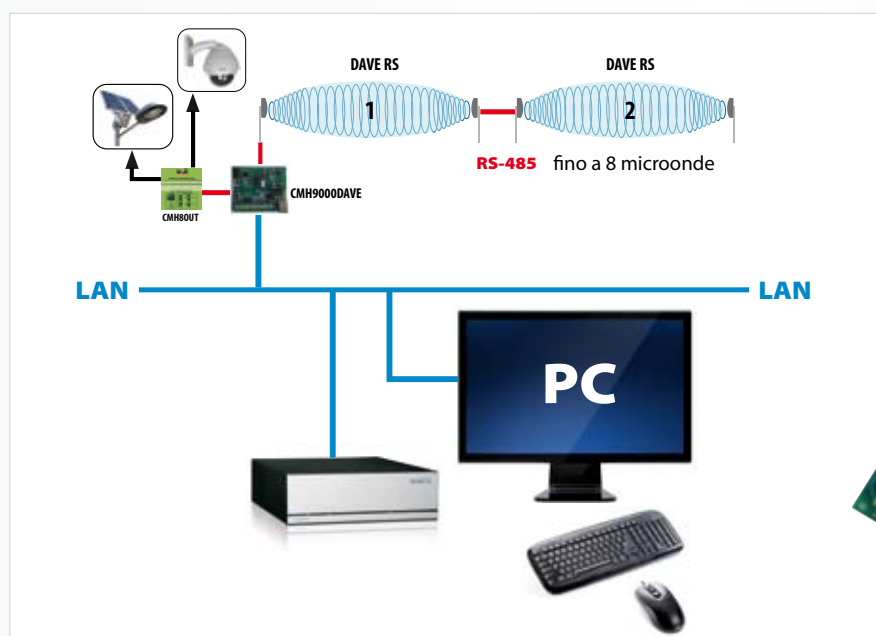 DAVE RS
DAVE RS
1
2
RS-485 fino a 8 microonde
CMH9000DAVE
CMH8OUT
LAN
LAN
PC